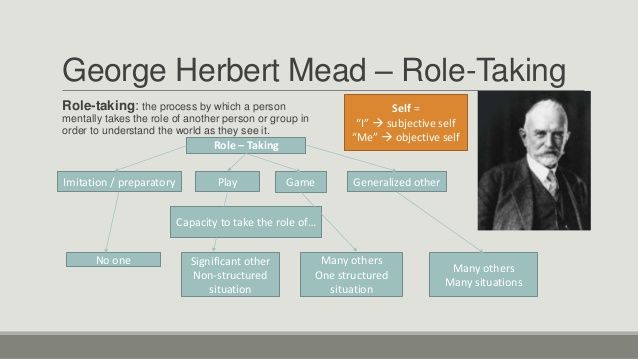 George Herbert Mead – Role-Taking
Role-taking: the process by which a person
mentally takes the role of another person or group in
order to understand the world as they see it.
Self =
“I” → subjective self
“Me” → objective self
Role – Taking
Imitation / preparatory
Play
Game
Generalized other
Capacity to take the role of…
No one
Significant other
Non-structured
situation
Many others
One structured
situation
Many others
Many situations